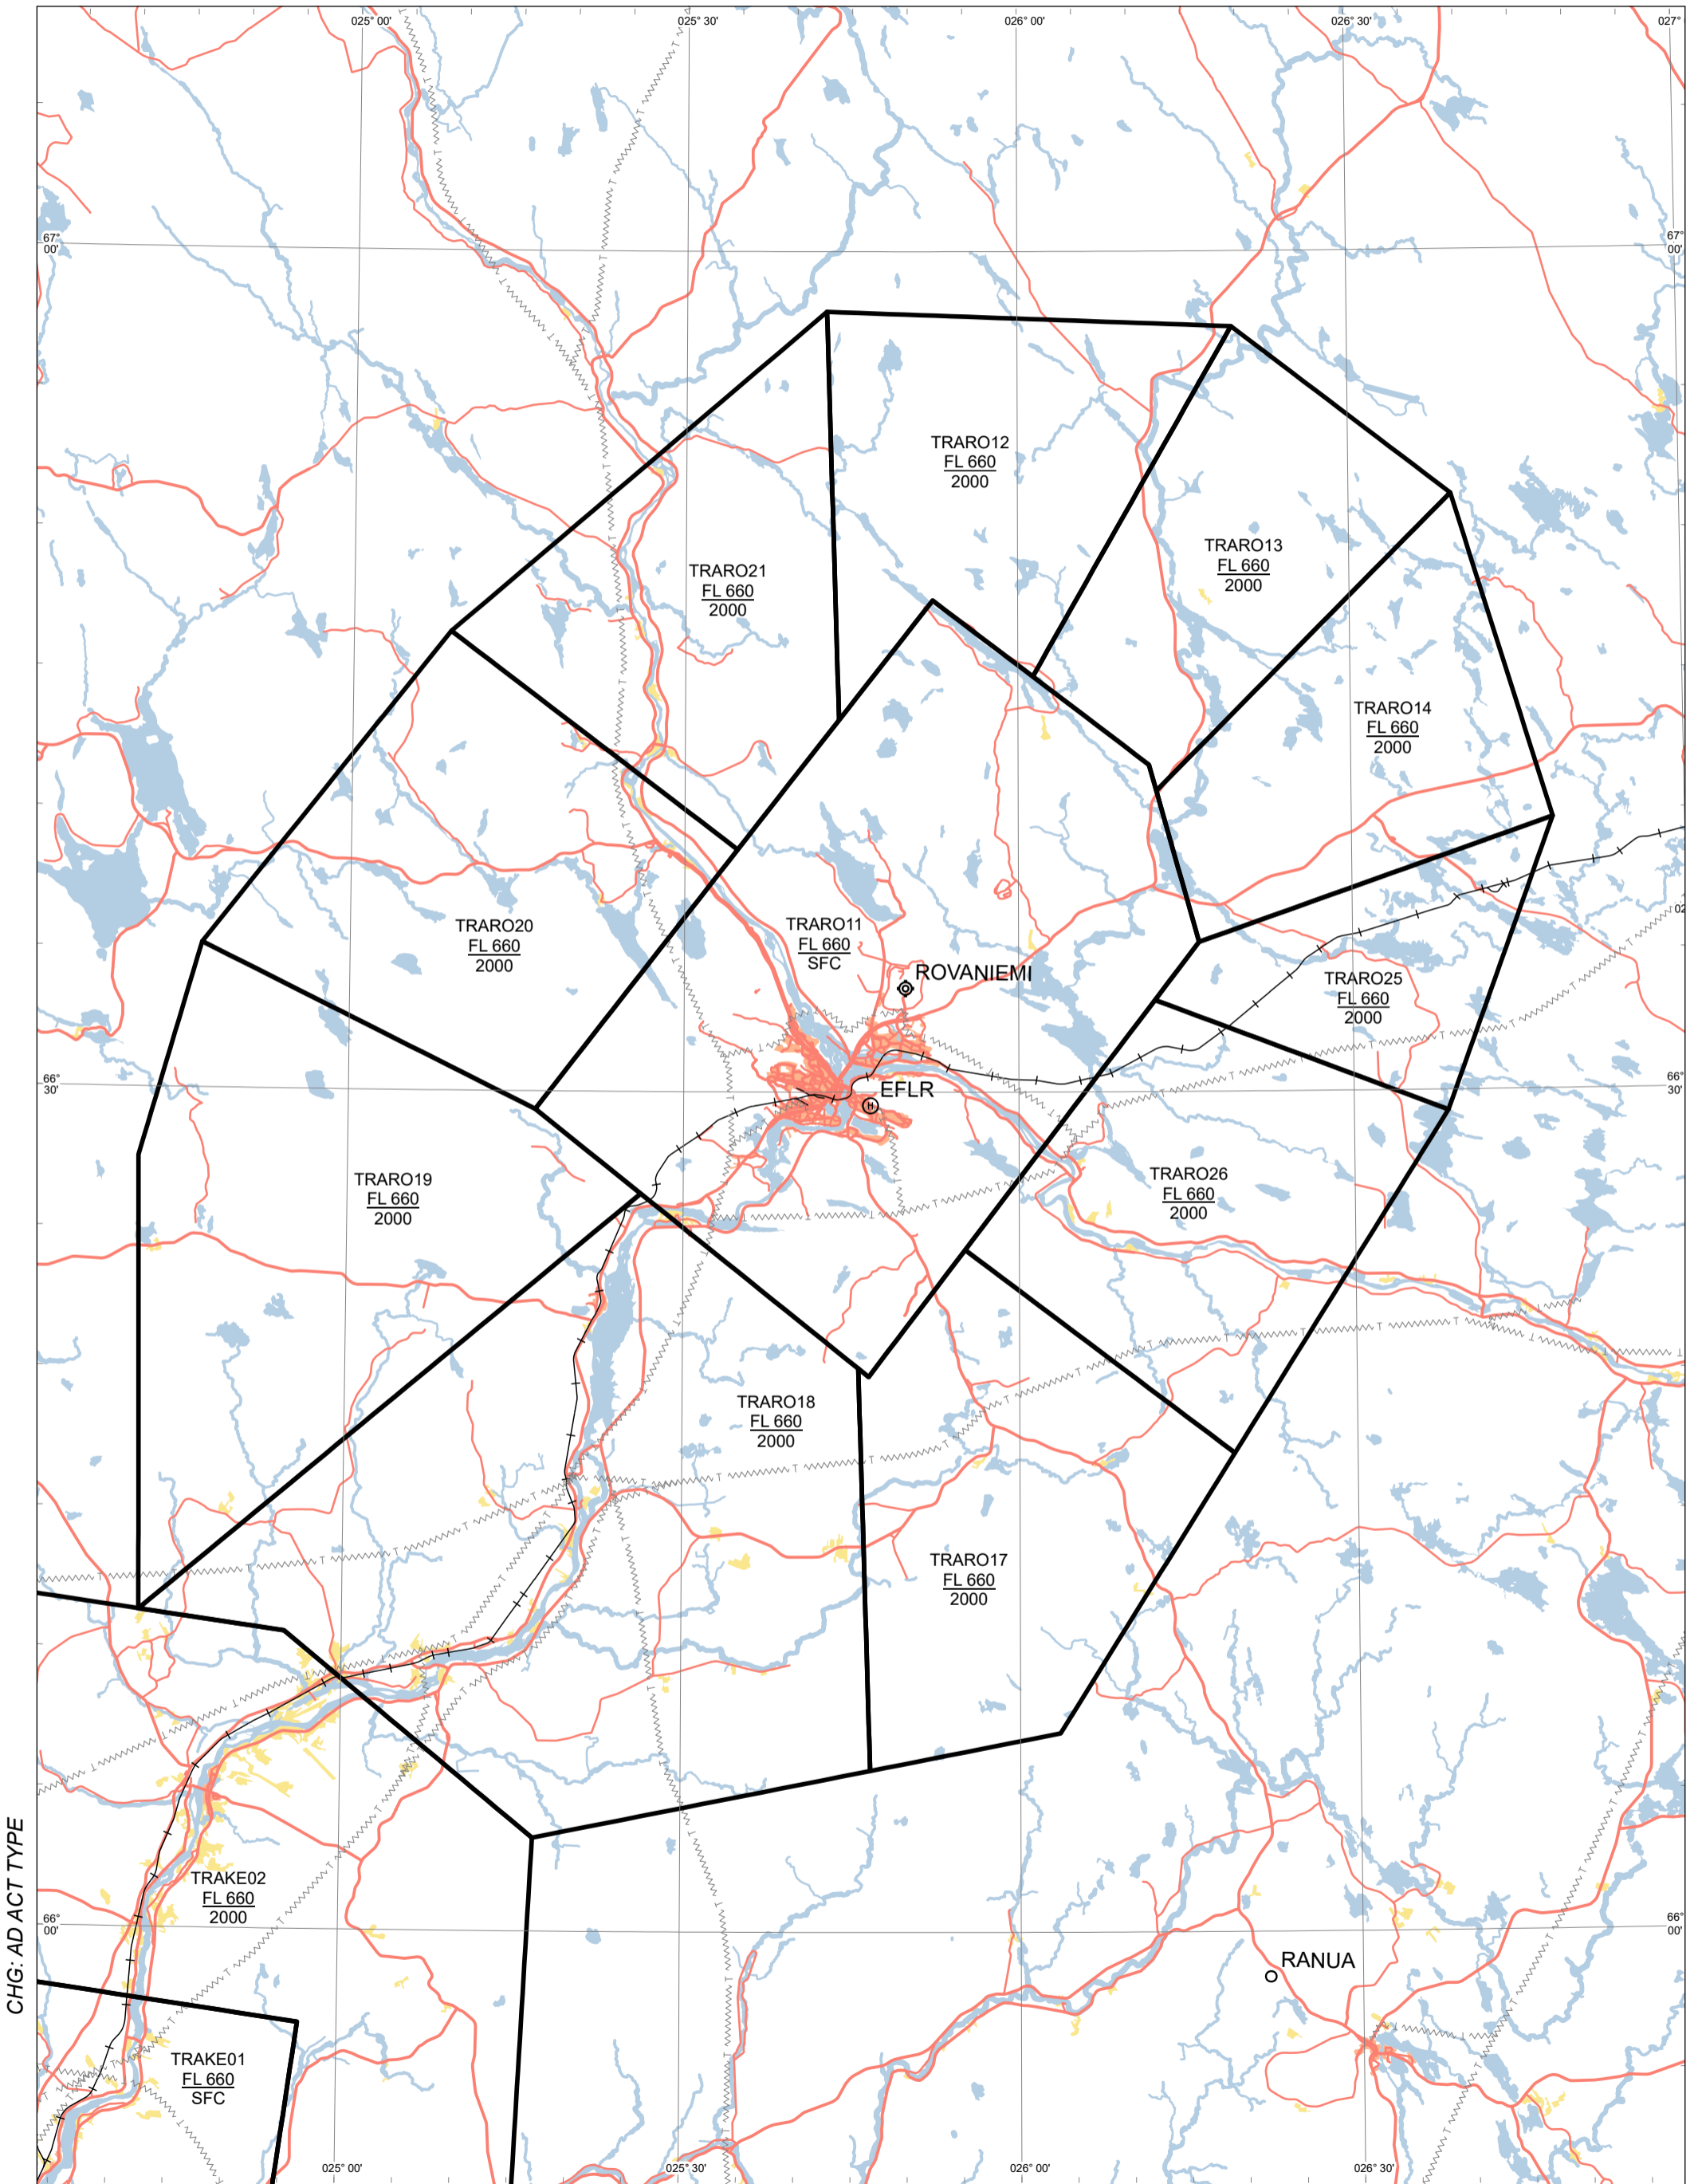 025° 00'
025° 30'
026° 00'
026° 30'
027°
67°
00'
67°
00'
TRARO12
FL 660
2000
TRARO13
FL 660
2000
TRARO21
FL 660
2000
TRARO14
FL 660
2000
TRARO20
FL 660
2000
TRARO11
FL 660
SFC
ROVANIEMI
TRARO25
FL 660
2000
02
66°
30'
66°
30'
EFLR
H
TRARO19
FL 660
2000
TRARO26
FL 660
2000
TRARO18
FL 660
2000
TRARO17
FL 660
2000
CHG: AD ACT TYPE
TRAKE02
FL 660
2000
66°
00'
66°
00'
RANUA
TRAKE01
FL 660
SFC
025° 00'
025° 30'
026° 00'
026° 30'